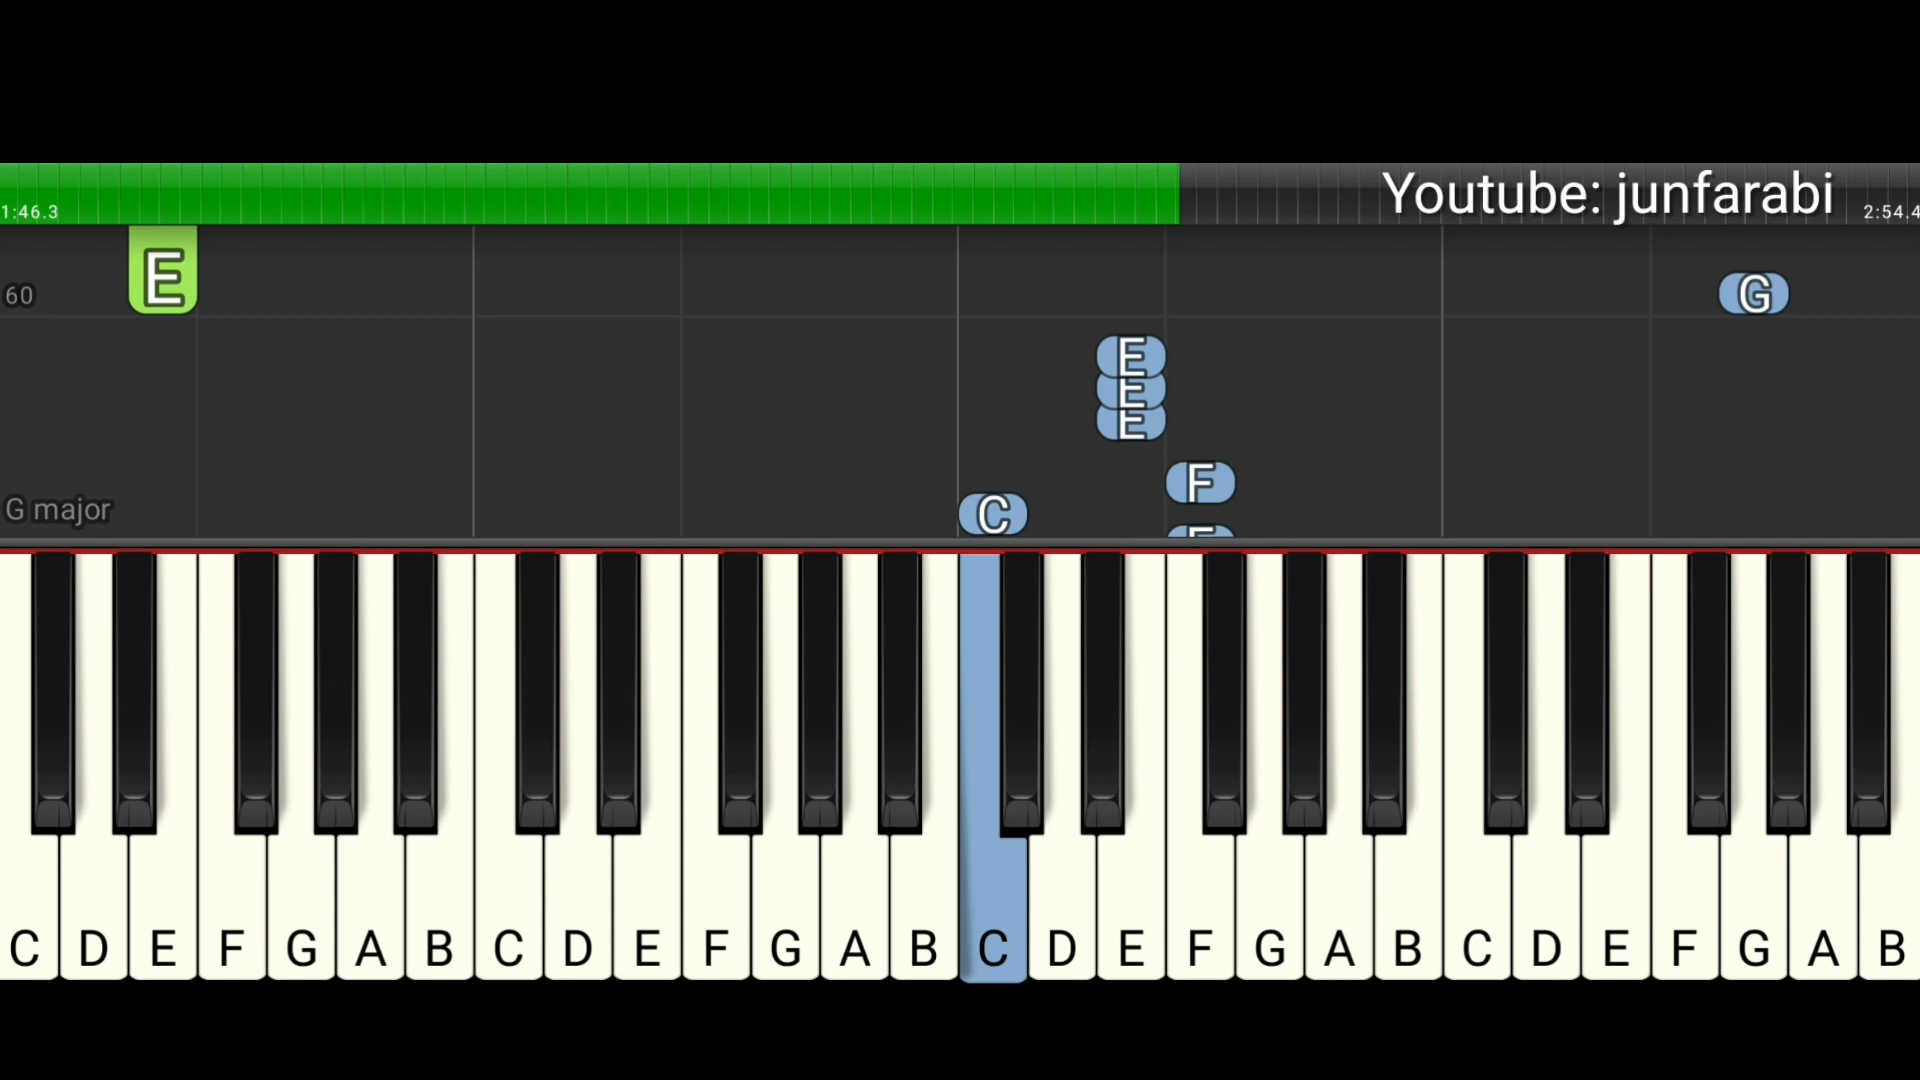 Youtube: junfarabi
1:46.3
2:54.4
E
60
G
E
E
E
F
G major
C
F
C D E F G A B C D E F G A B C D E F G A B C D E F G A B